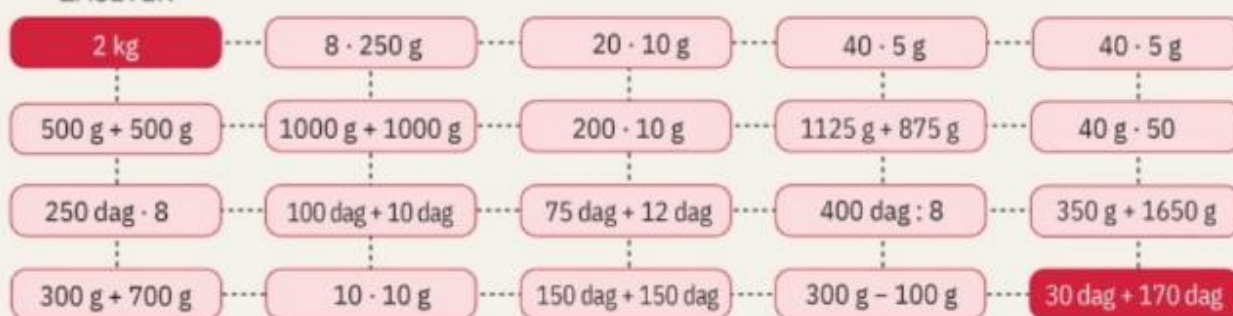 2 kg 8 · 250 g 20 · 10 g 40 · 5 g 40 · 5 g
500 g + 500 g 1000 g + 1000 g 200 · 10 g 1125 g + 875 g 40 g · 50
250 dag · 8 100 dag + 10 dag 75 dag + 12 dag 400 dag : 8 350 g + 1650 g
300 g + 700 g 10 · 10 g 150 dag + 150 dag 300 g – 100 g 30 dag + 170 dag